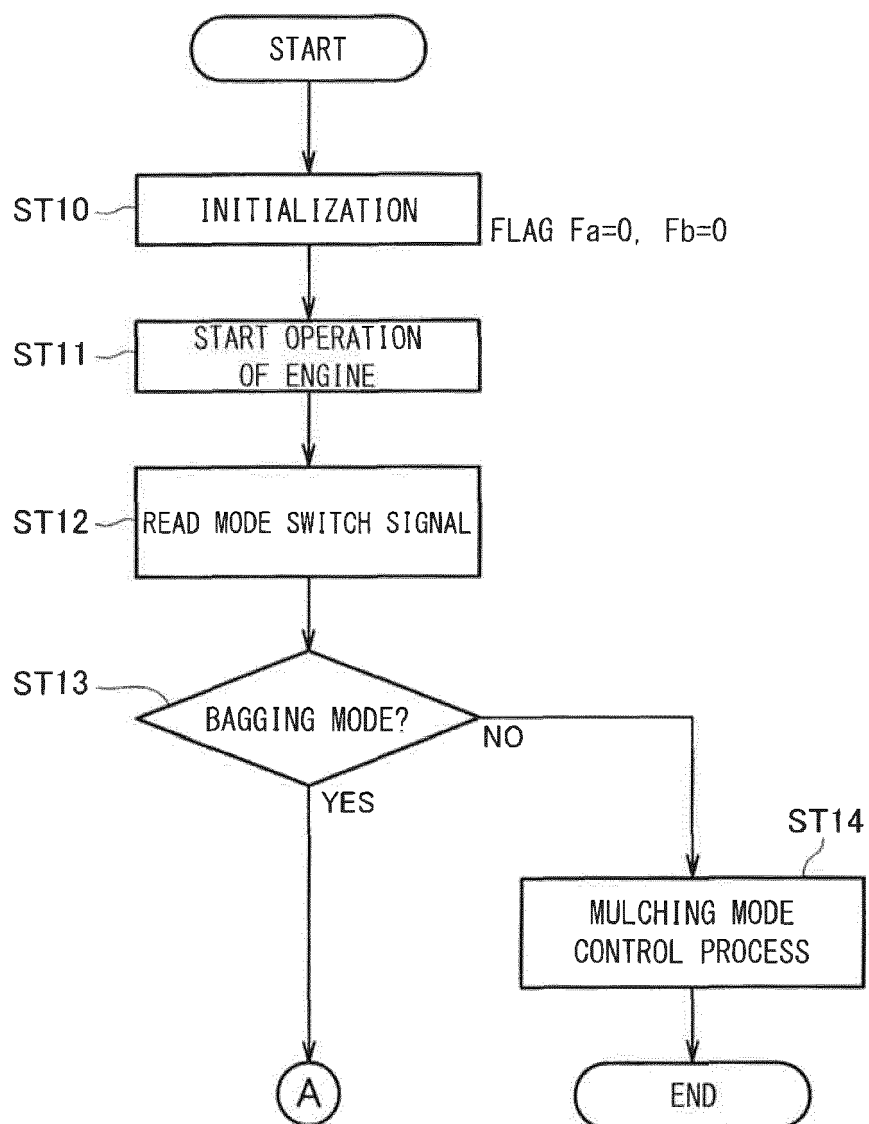 START
ST10
INITIALIZATION
FLAG Fa=0, Fb=0
ST11
START OPERATION
OF ENGINE
ST12
READ MODE SWITCH SIGNAL
ST13
BAGGING MODE?
NO
YES
ST14
MULCHING MODE
CONTROL PROCESS
A
END